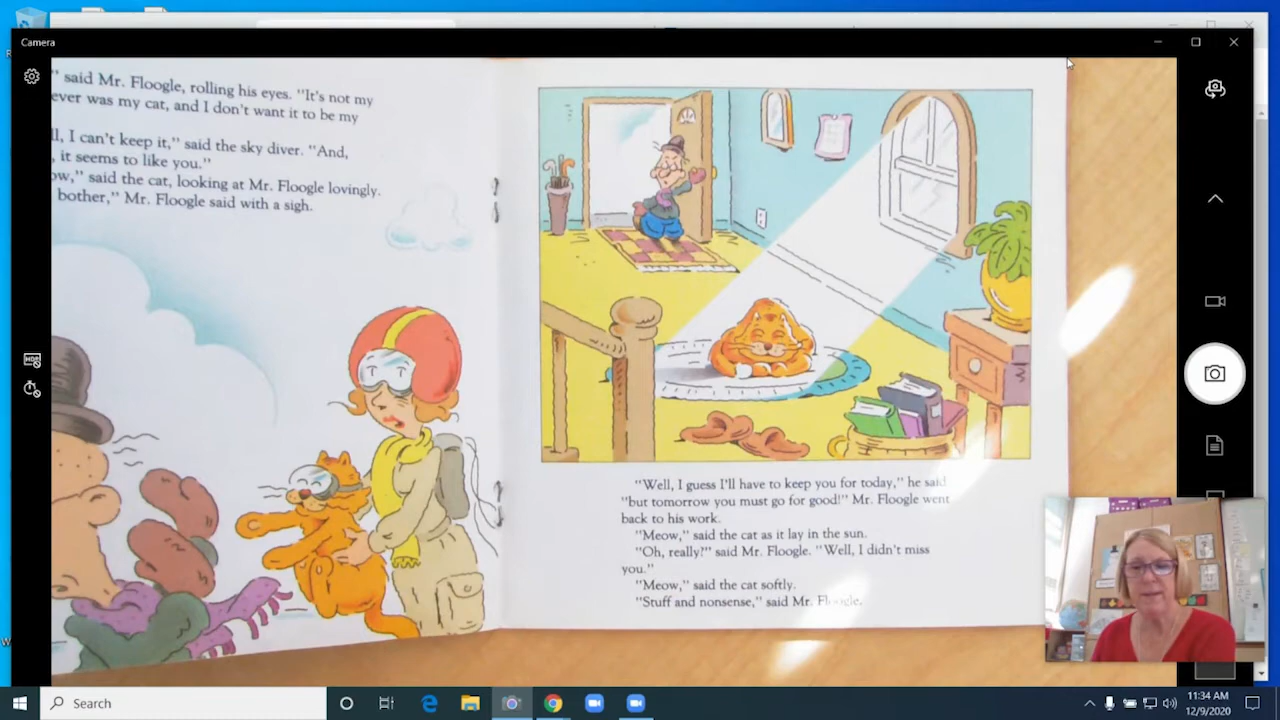 Camera
" said Mr. Floogle, rolling his eyes. "It's not my
ever was my cat, and I don't want it to be my
ll, I can't keep it," said the sky diver. "And,
, it seems to like you."
ow," said the cat, looking at Mr. Floogle lovingly.
bother," Mr. Floogle said with a sigh.
"Well, I guess I'll have to keep you for today," he said
"but tomorrow you must go for good!" Mr. Floogle went
back to his work.
"Meow," said the cat as it lay in the sun.
"Oh, really?" said Mr. Floogle. "Well, I didn't miss
you."
"Meow," said the cat softly.
"Stuff and nonsense," said Mr. Floogle.
Search
11:34 AM
12/9/2020